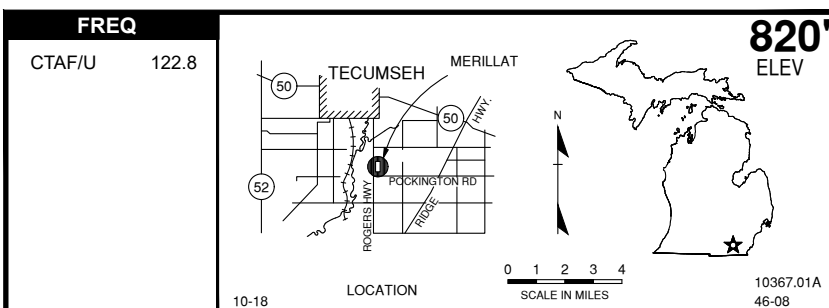 FREQ
CTAF/U 122.8
820'
ELEV
MERILLAT
TECUMSEH
50
50
HWY.
N
52
POCKINGTON RD
ROGERS HWY
RIDGE
0 1 2 3 4
SCALE IN MILES
LOCATION
10-18
10367.01A
46-08